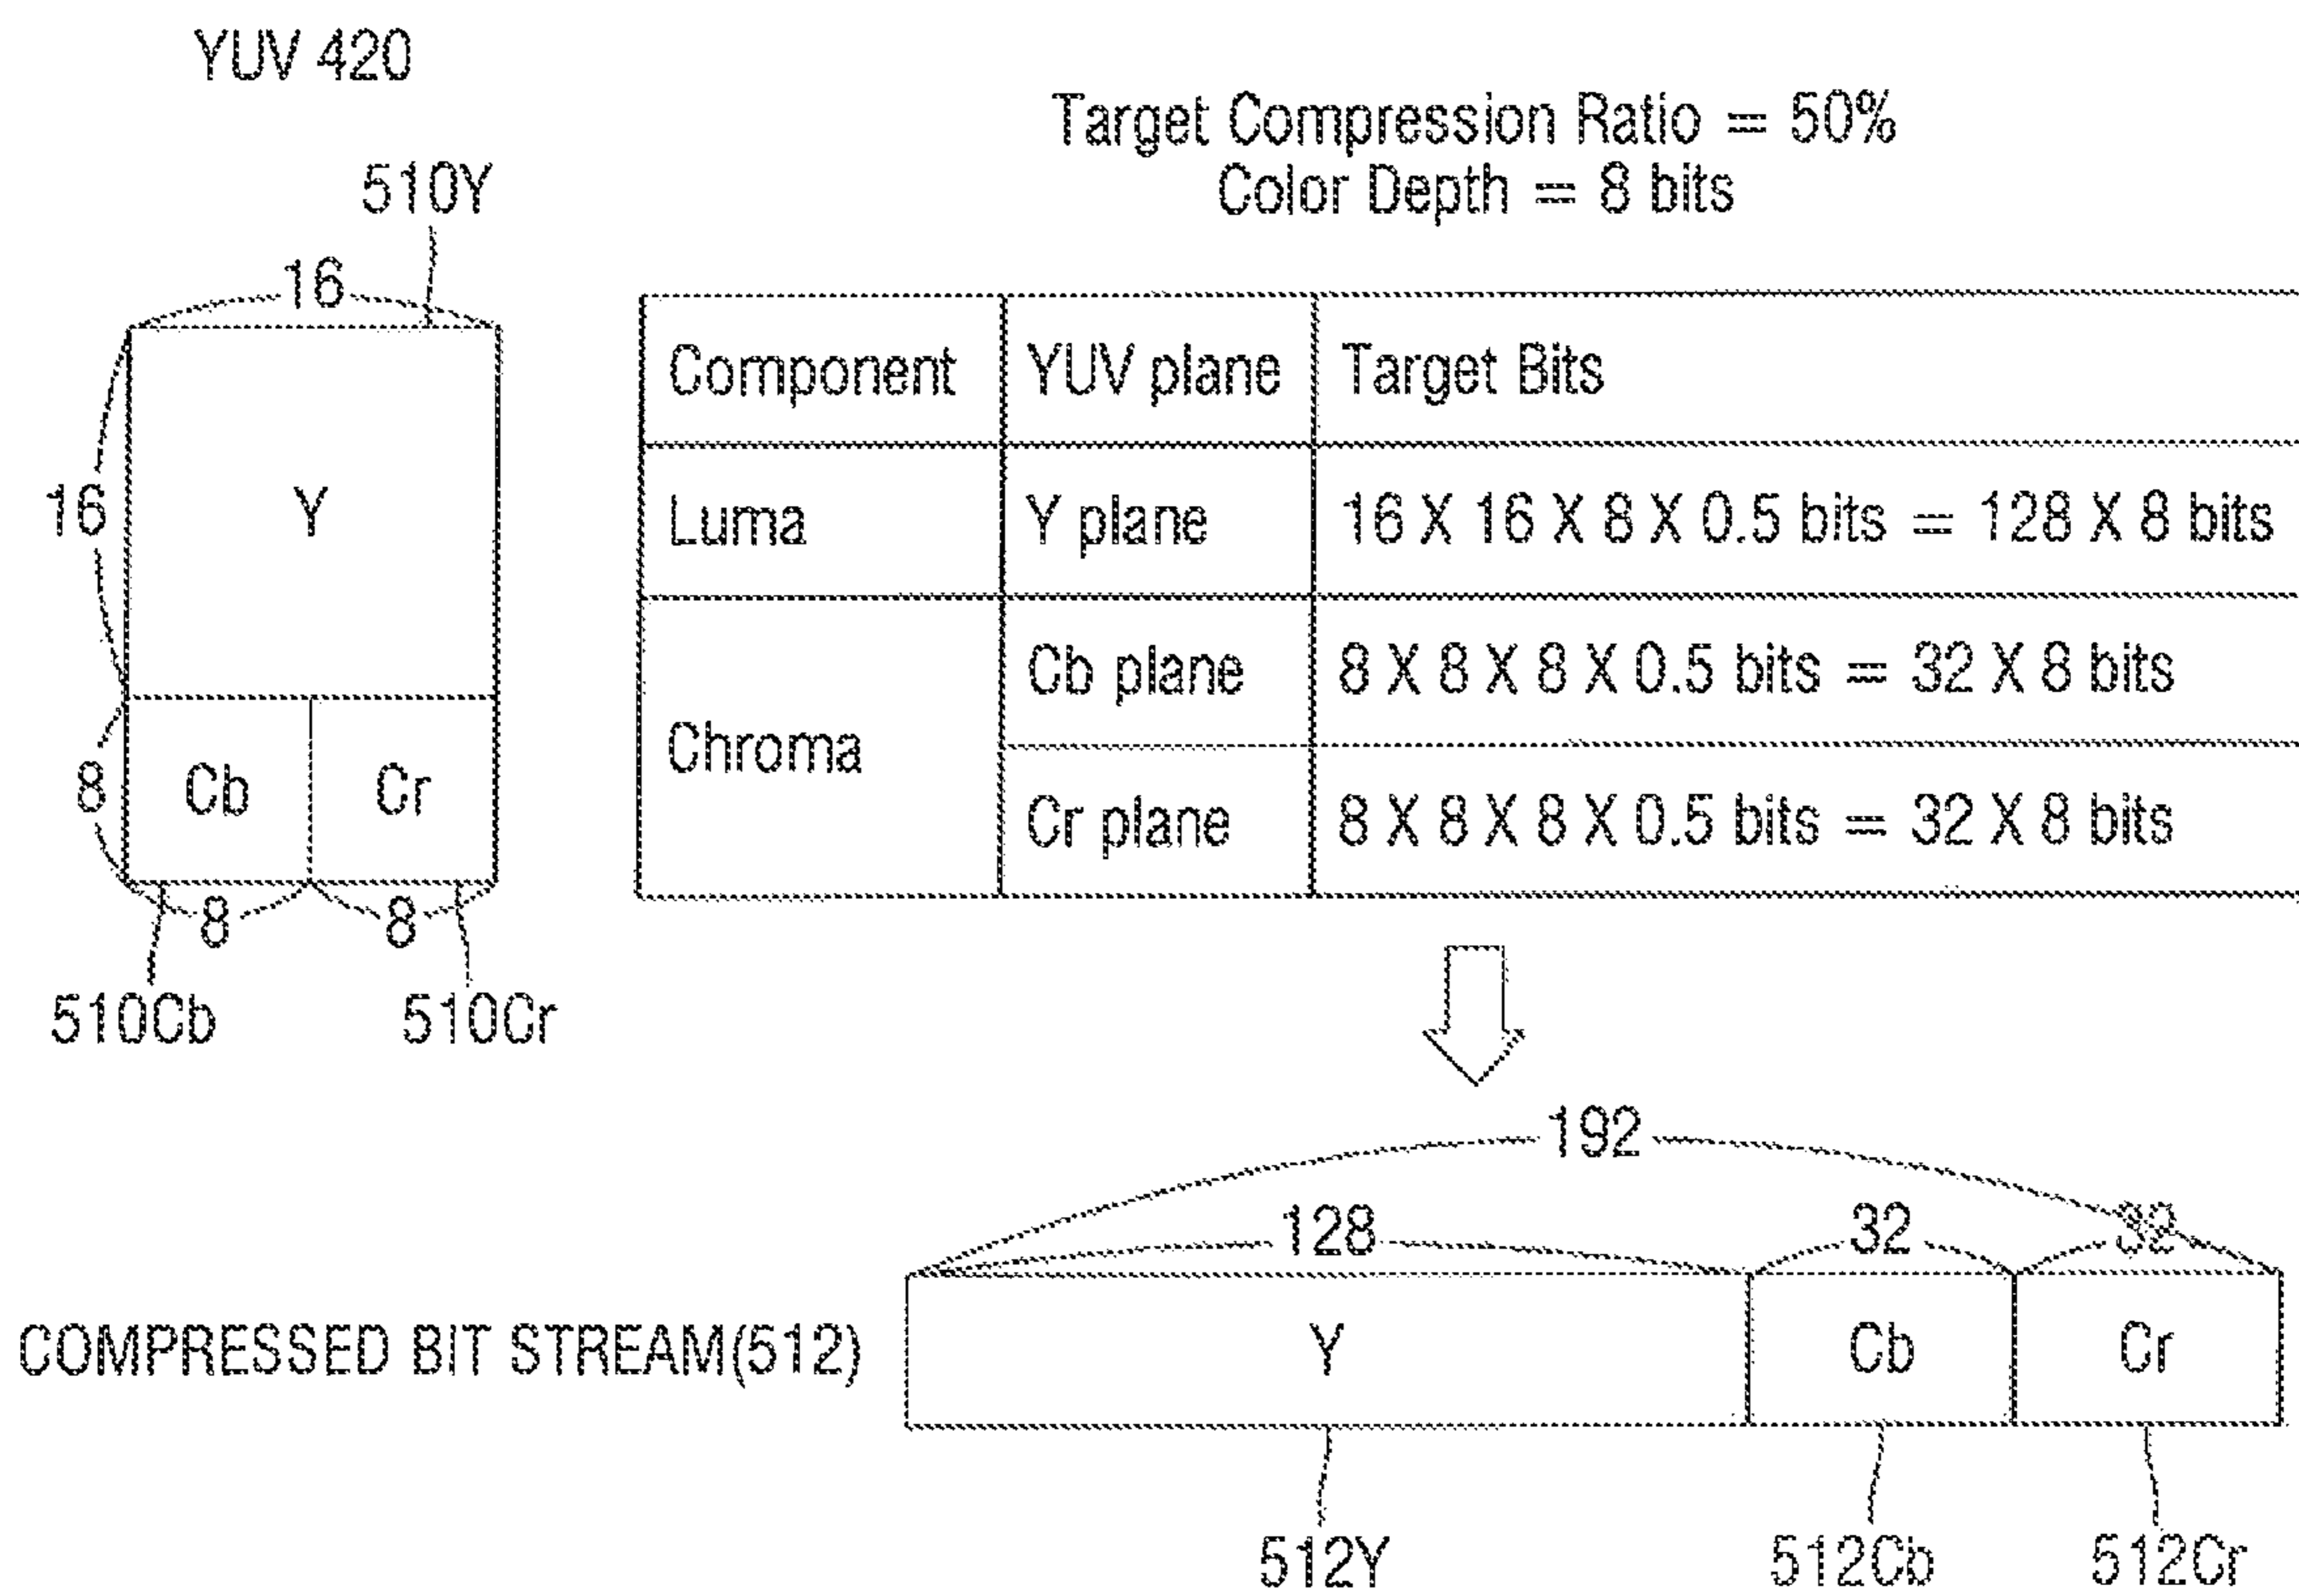 YUV 420
510Y
16
16
Y
8
Cb
Cr
8
8
510Cb
510Cr
Target Compression Ratio = 50%
Color Depth = 8 bits
Component
YUV plane
Target Bits
Luma
Y plane
16 X 16 X 8 X 0.5 bits = 128 X 8 bits
Chroma
Cb plane
8 X 8 X 8 X 0.5 bits = 32 X 8 bits
Cr plane
8 X 8 X 8 X 0.5 bits = 32 X 8 bits
192
128
32
32
COMPRESSED BIT STREAM(512)
Y
Cb
Cr
512Y
512Cb
512Cr